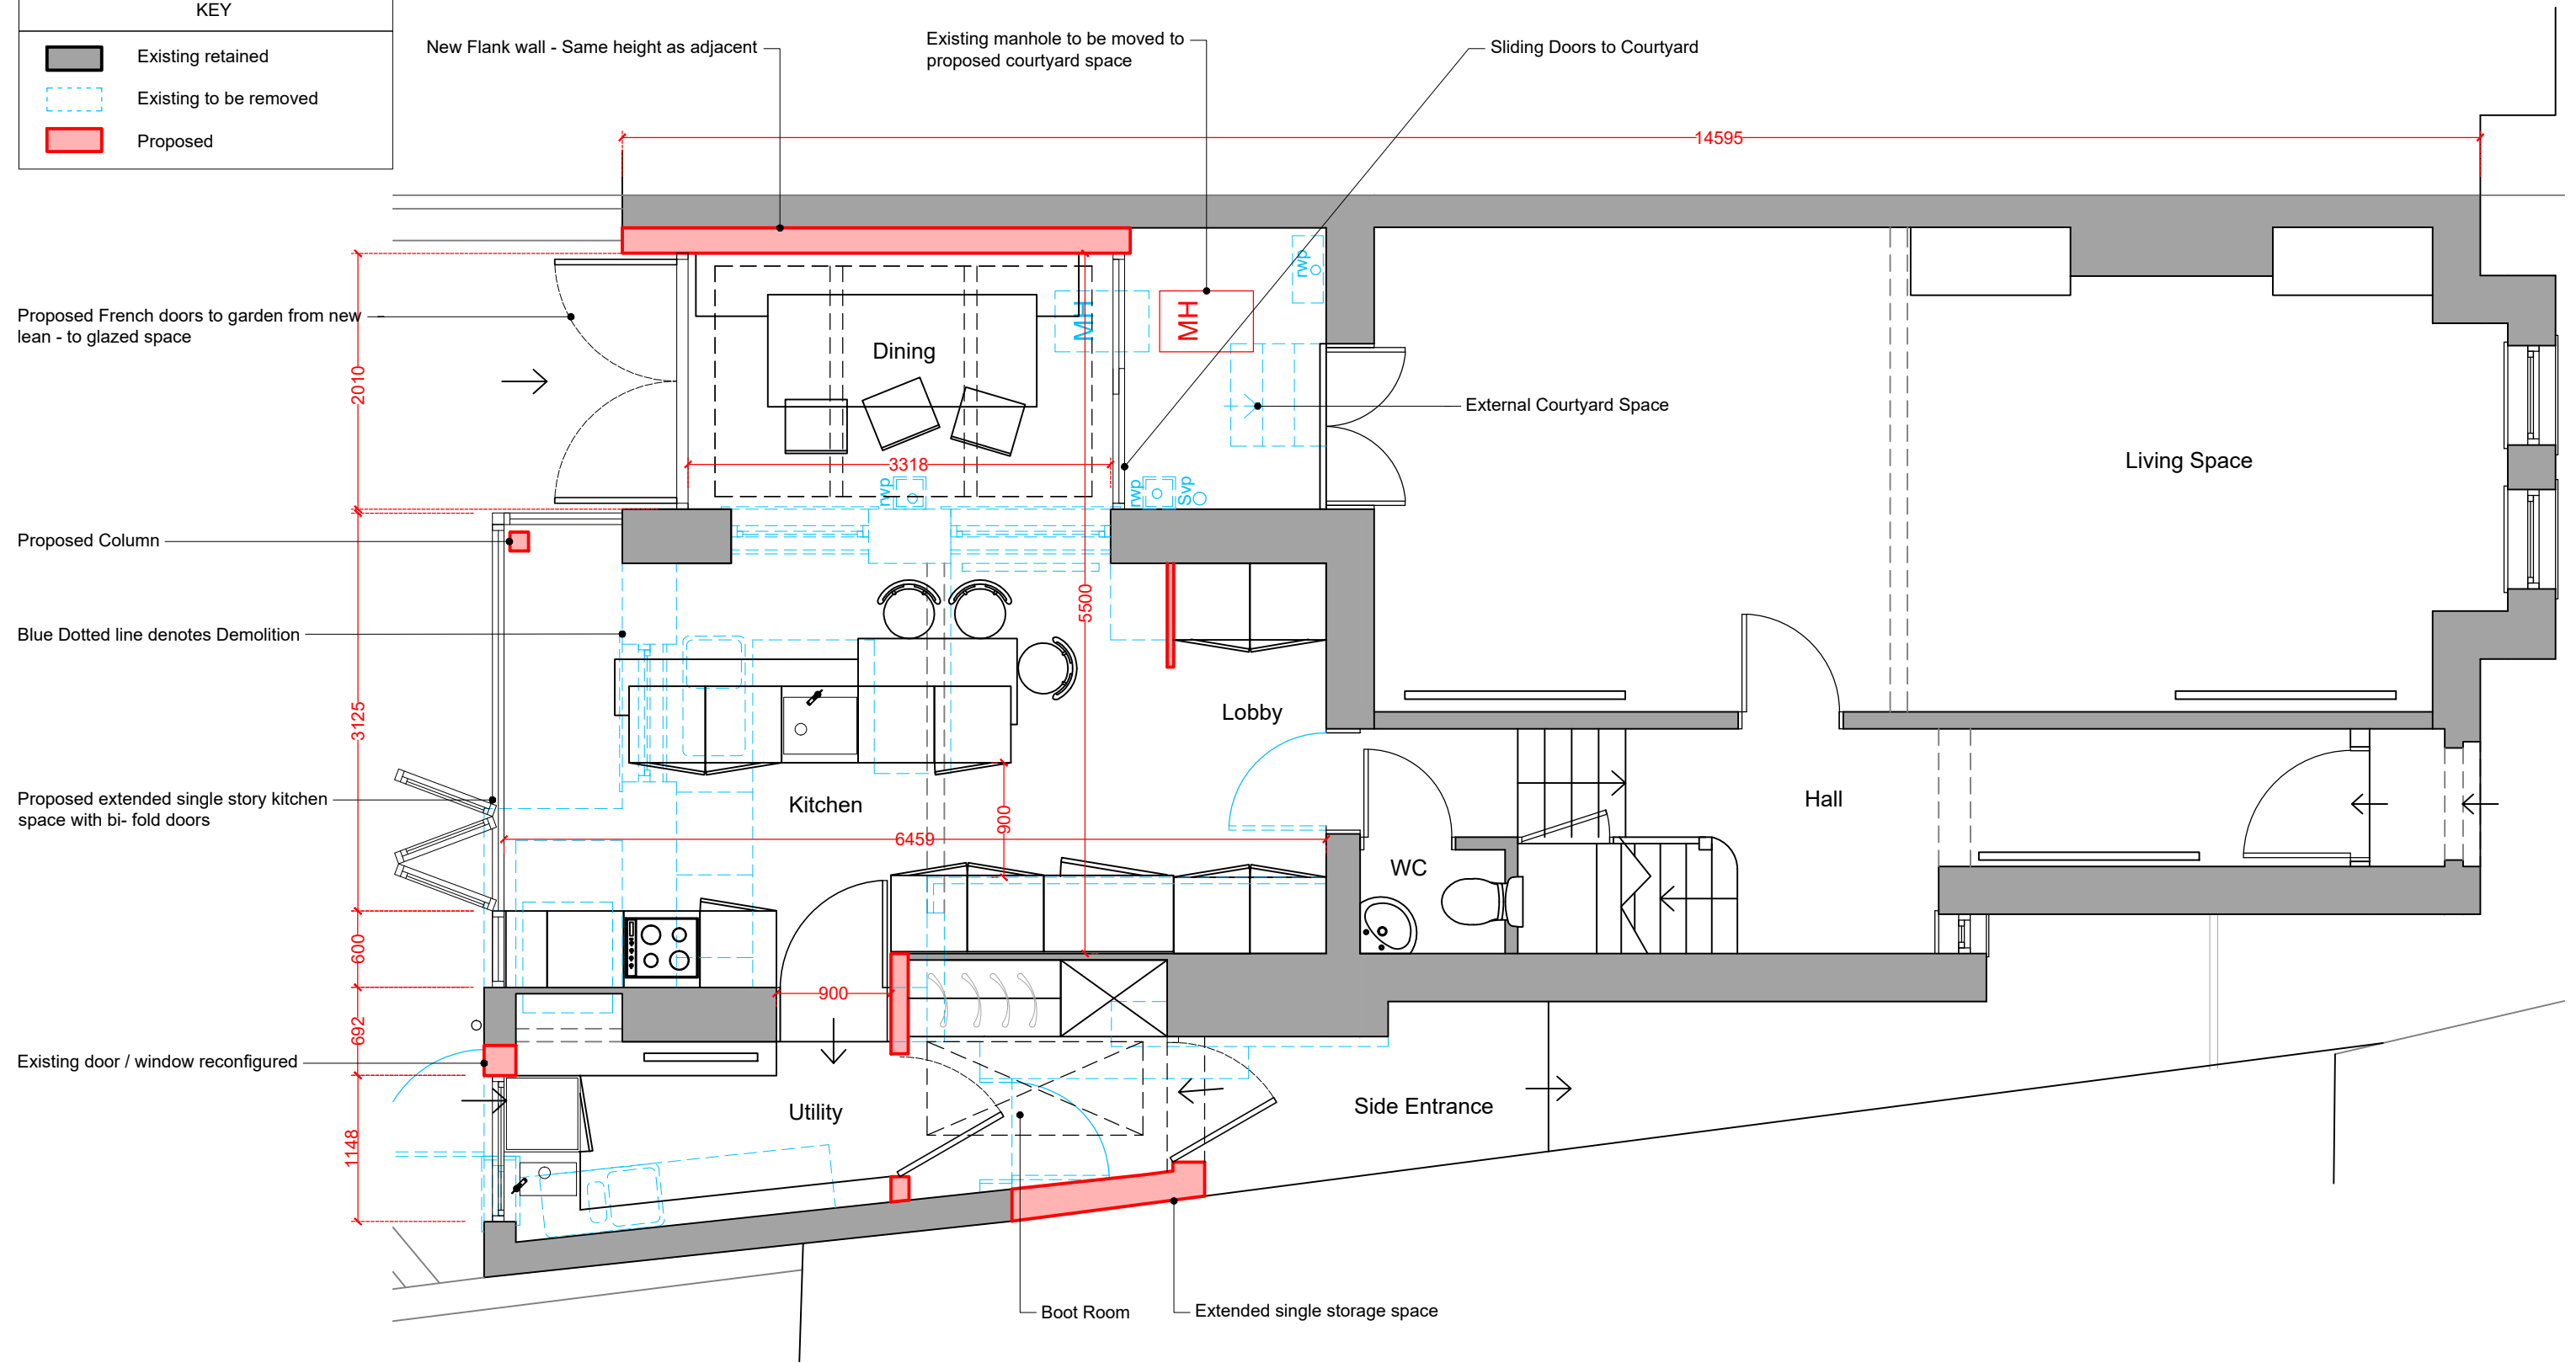 KEY
Existing retained
Existing to be removed
Proposed
New Flank wall - Same height as adjacent
Existing manhole to be moved to
proposed courtyard space
Sliding Doors to Courtyard
14595
rwp
Proposed French doors to garden from new
lean - to glazed space
MH
MH
2010
Dining
External Courtyard Space
3318
Living Space
rwp
rwp
Svp
Proposed Column
5500
Blue Dotted line denotes Demolition
3125
Lobby
Proposed extended single story kitchen
space with bi- fold doors
Kitchen
900
Hall
6459
WC
600
900
692
Existing door / window reconfigured
Utility
Side Entrance
1148
Boot Room
Extended single storage space